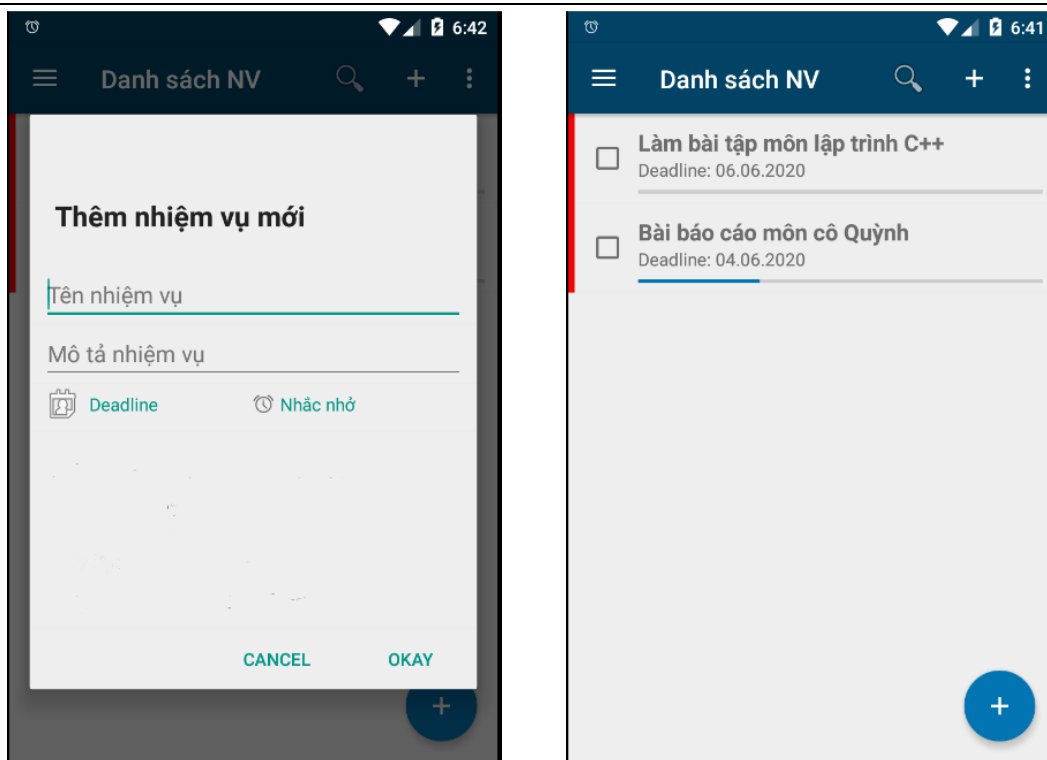 6:42
Danh sách NV
Thêm nhiệm vụ mới
Tên nhiệm vụ
Mô tả nhiệm vụ
Deadline
Nhắc nhở
CANCEL
OKAY
6:41
Danh sách NV
Làm bài tập môn lập trình C++
Deadline: 06.06.2020
Bài báo cáo môn cô Quỳnh
Deadline: 04.06.2020